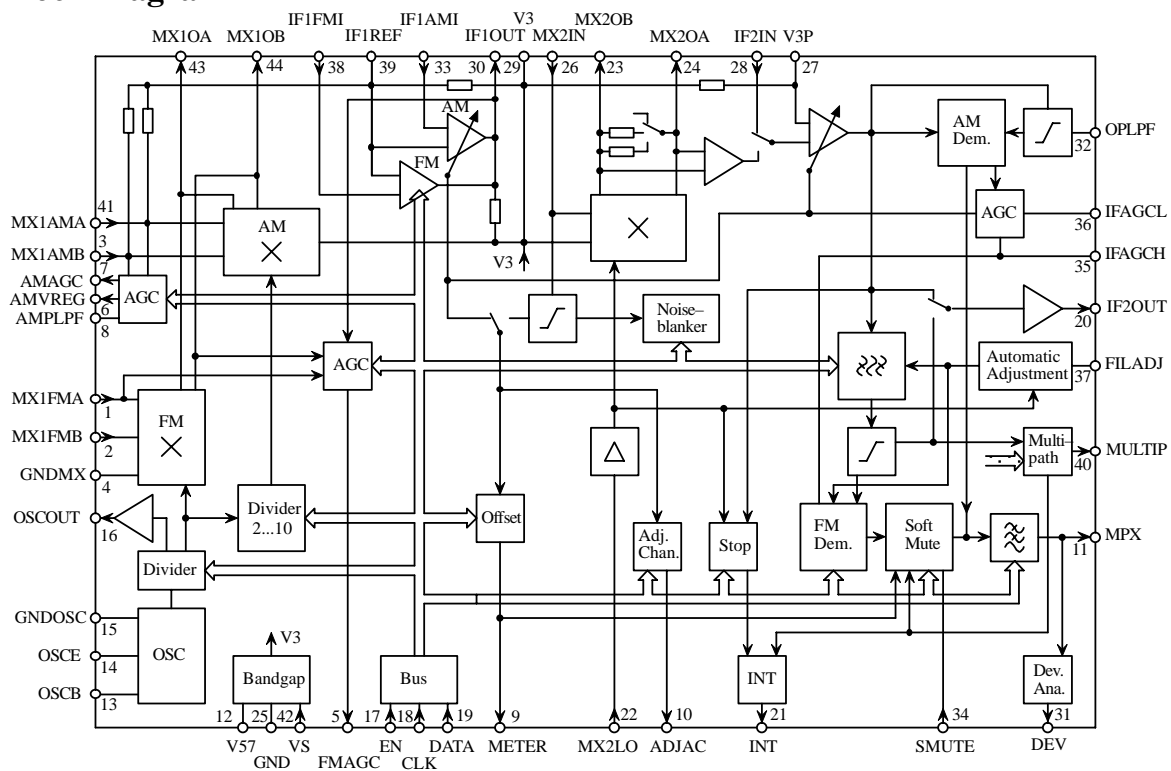 IF1FMI IF1AMI V3 MX2OB
MX1OA MX1OB IF1REF IF1OUT MX2IN MX2OA IF2IN V3P
43 44 38 39 33 30 29 26 23 24 28 27
AM
FM
AM
Dem.
OPLPF
32
AGC
IFAGCL
36
IFAGCH
35
41
MX1AMA
3
MX1AMB
7
AMAGC
AMVREG
6
AMPLPF
8
AGC
AM
V3
Noise–
blanker
IF2OUT
20
AGC
Automatic
Adjustment
FILADJ
37
MX1FMA
1
MX1FMB
2
GNDMX
4
FM
Multi–
path
MULTIP
40
OSCOUT
16
Divider
2...10
Offset
Adj.
Chan.
Stop
FM
Dem.
Soft
Mute
MPX
11
Divider
GNDOSC
15
OSCE
14
OSCB
13
OSC
V3
Bandgap
Bus
INT
Dev.
Ana.
12 25 42 5 17 18 19 9 22 10 21 34 31
V57 VS EN DATA METER MX2LO ADJAC INT SMUTE DEV
GND FMAGC CLK